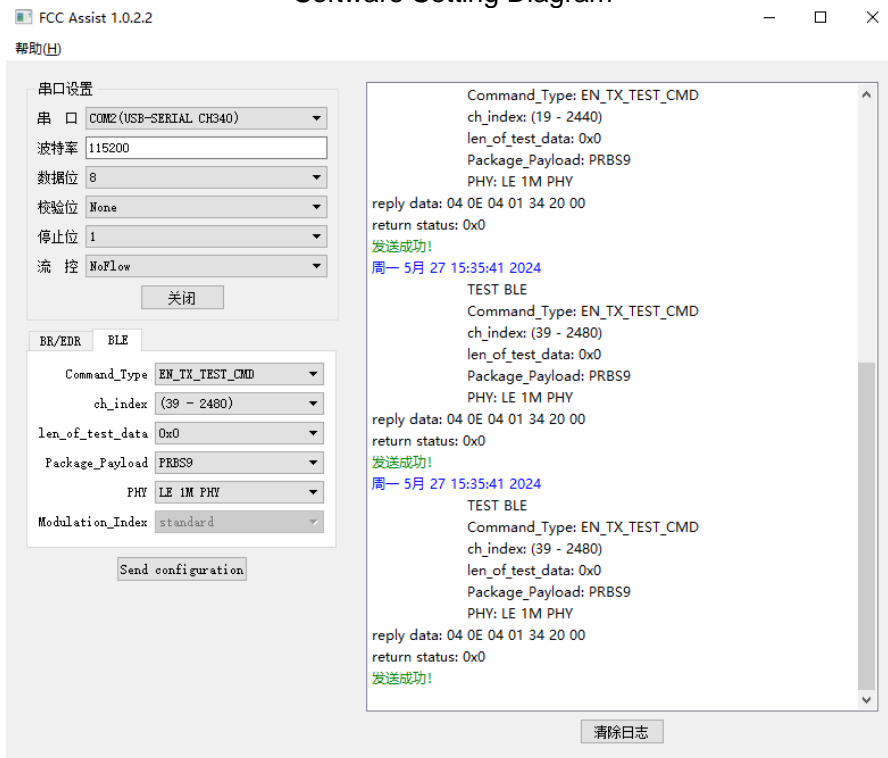 Software Setting Diagram
FCC Assist 1.0.2.2
帮助(H)
串口设置
串 口 COM2(USB-SERIAL CH340)
波特率 115200
数据位 8
校验位 None
停止位 1
流 控 NoFlow
关闭
BR/EDR BLE
Command_Type EN_TX_TEST_CMD
ch_index (39 - 2480)
len_of_test_data 0x0
Package_Payload PRBS9
PHY LE 1M PHY
Modulation_Index standard
Send configuration
Command_Type: EN_TX_TEST_CMD
ch_index: (19 - 2440)
len_of_test_data: 0x0
Package_Payload: PRBS9
PHY: LE 1M PHY
reply data: 04 0E 04 01 34 20 00
return status: 0x0
发送成功!
周一 5月 27 15:35:41 2024
TEST BLE
Command_Type: EN_TX_TEST_CMD
ch_index: (39 - 2480)
len_of_test_data: 0x0
Package_Payload: PRBS9
PHY: LE 1M PHY
reply data: 04 0E 04 01 34 20 00
return status: 0x0
发送成功!
周一 5月 27 15:35:41 2024
TEST BLE
Command_Type: EN_TX_TEST_CMD
ch_index: (39 - 2480)
len_of_test_data: 0x0
Package_Payload: PRBS9
PHY: LE 1M PHY
reply data: 04 0E 04 01 34 20 00
return status: 0x0
发送成功!
清除日志